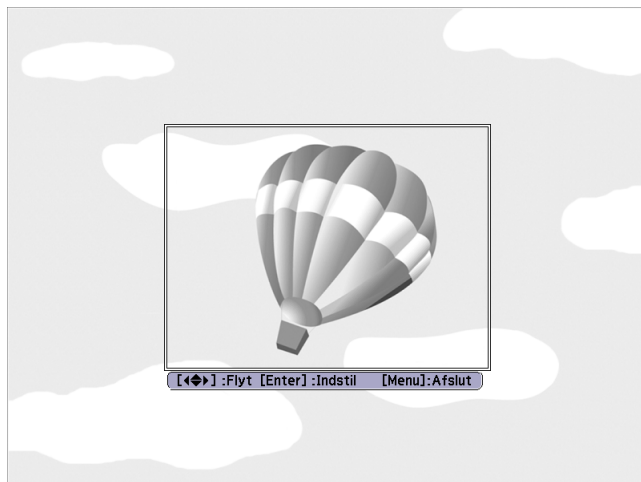 [◀◆▶] :Flyt [Enter] :Indstil [Menu]:Afslut